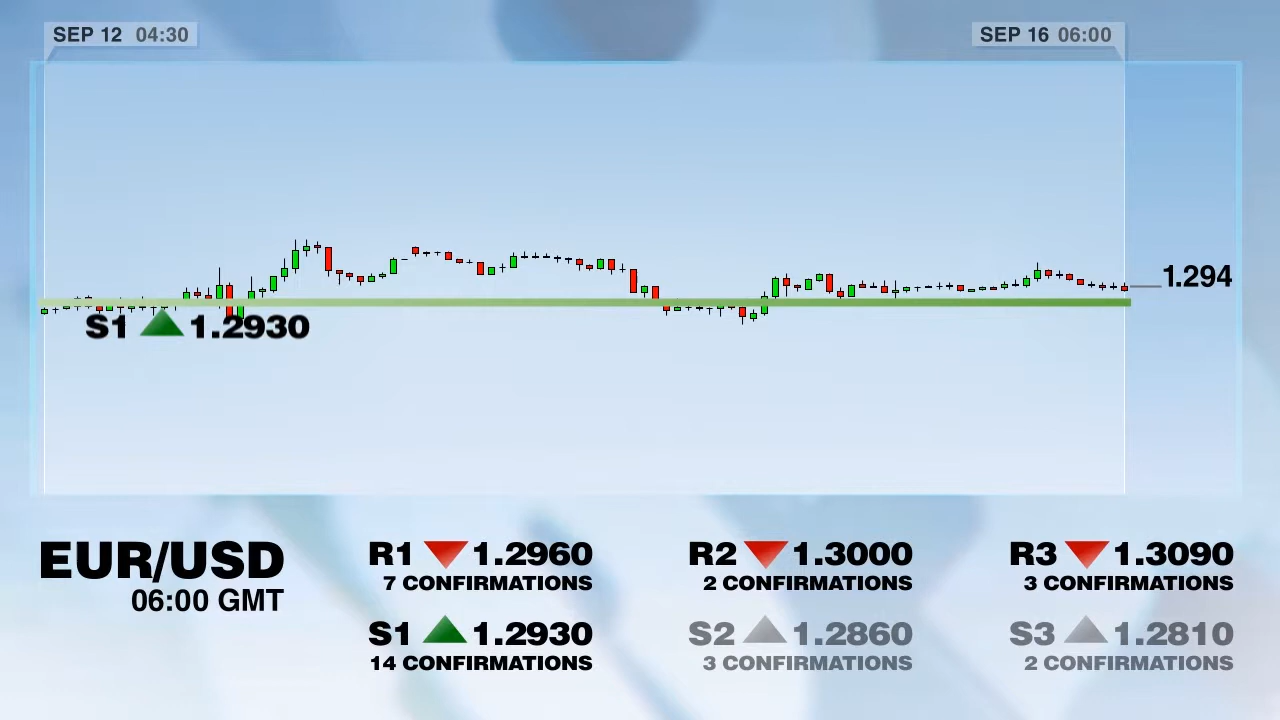 SEP 12 04:30
SEP 16 06:00
1.294
S1 1.2930
EUR/USD
06:00 GMT
R1 1.2960
7 CONFIRMATIONS
R2 1.3000
2 CONFIRMATIONS
R3 1.3090
3 CONFIRMATIONS
S1 1.2930
14 CONFIRMATIONS
S2 1.2860
3 CONFIRMATIONS
S3 1.2810
2 CONFIRMATIONS